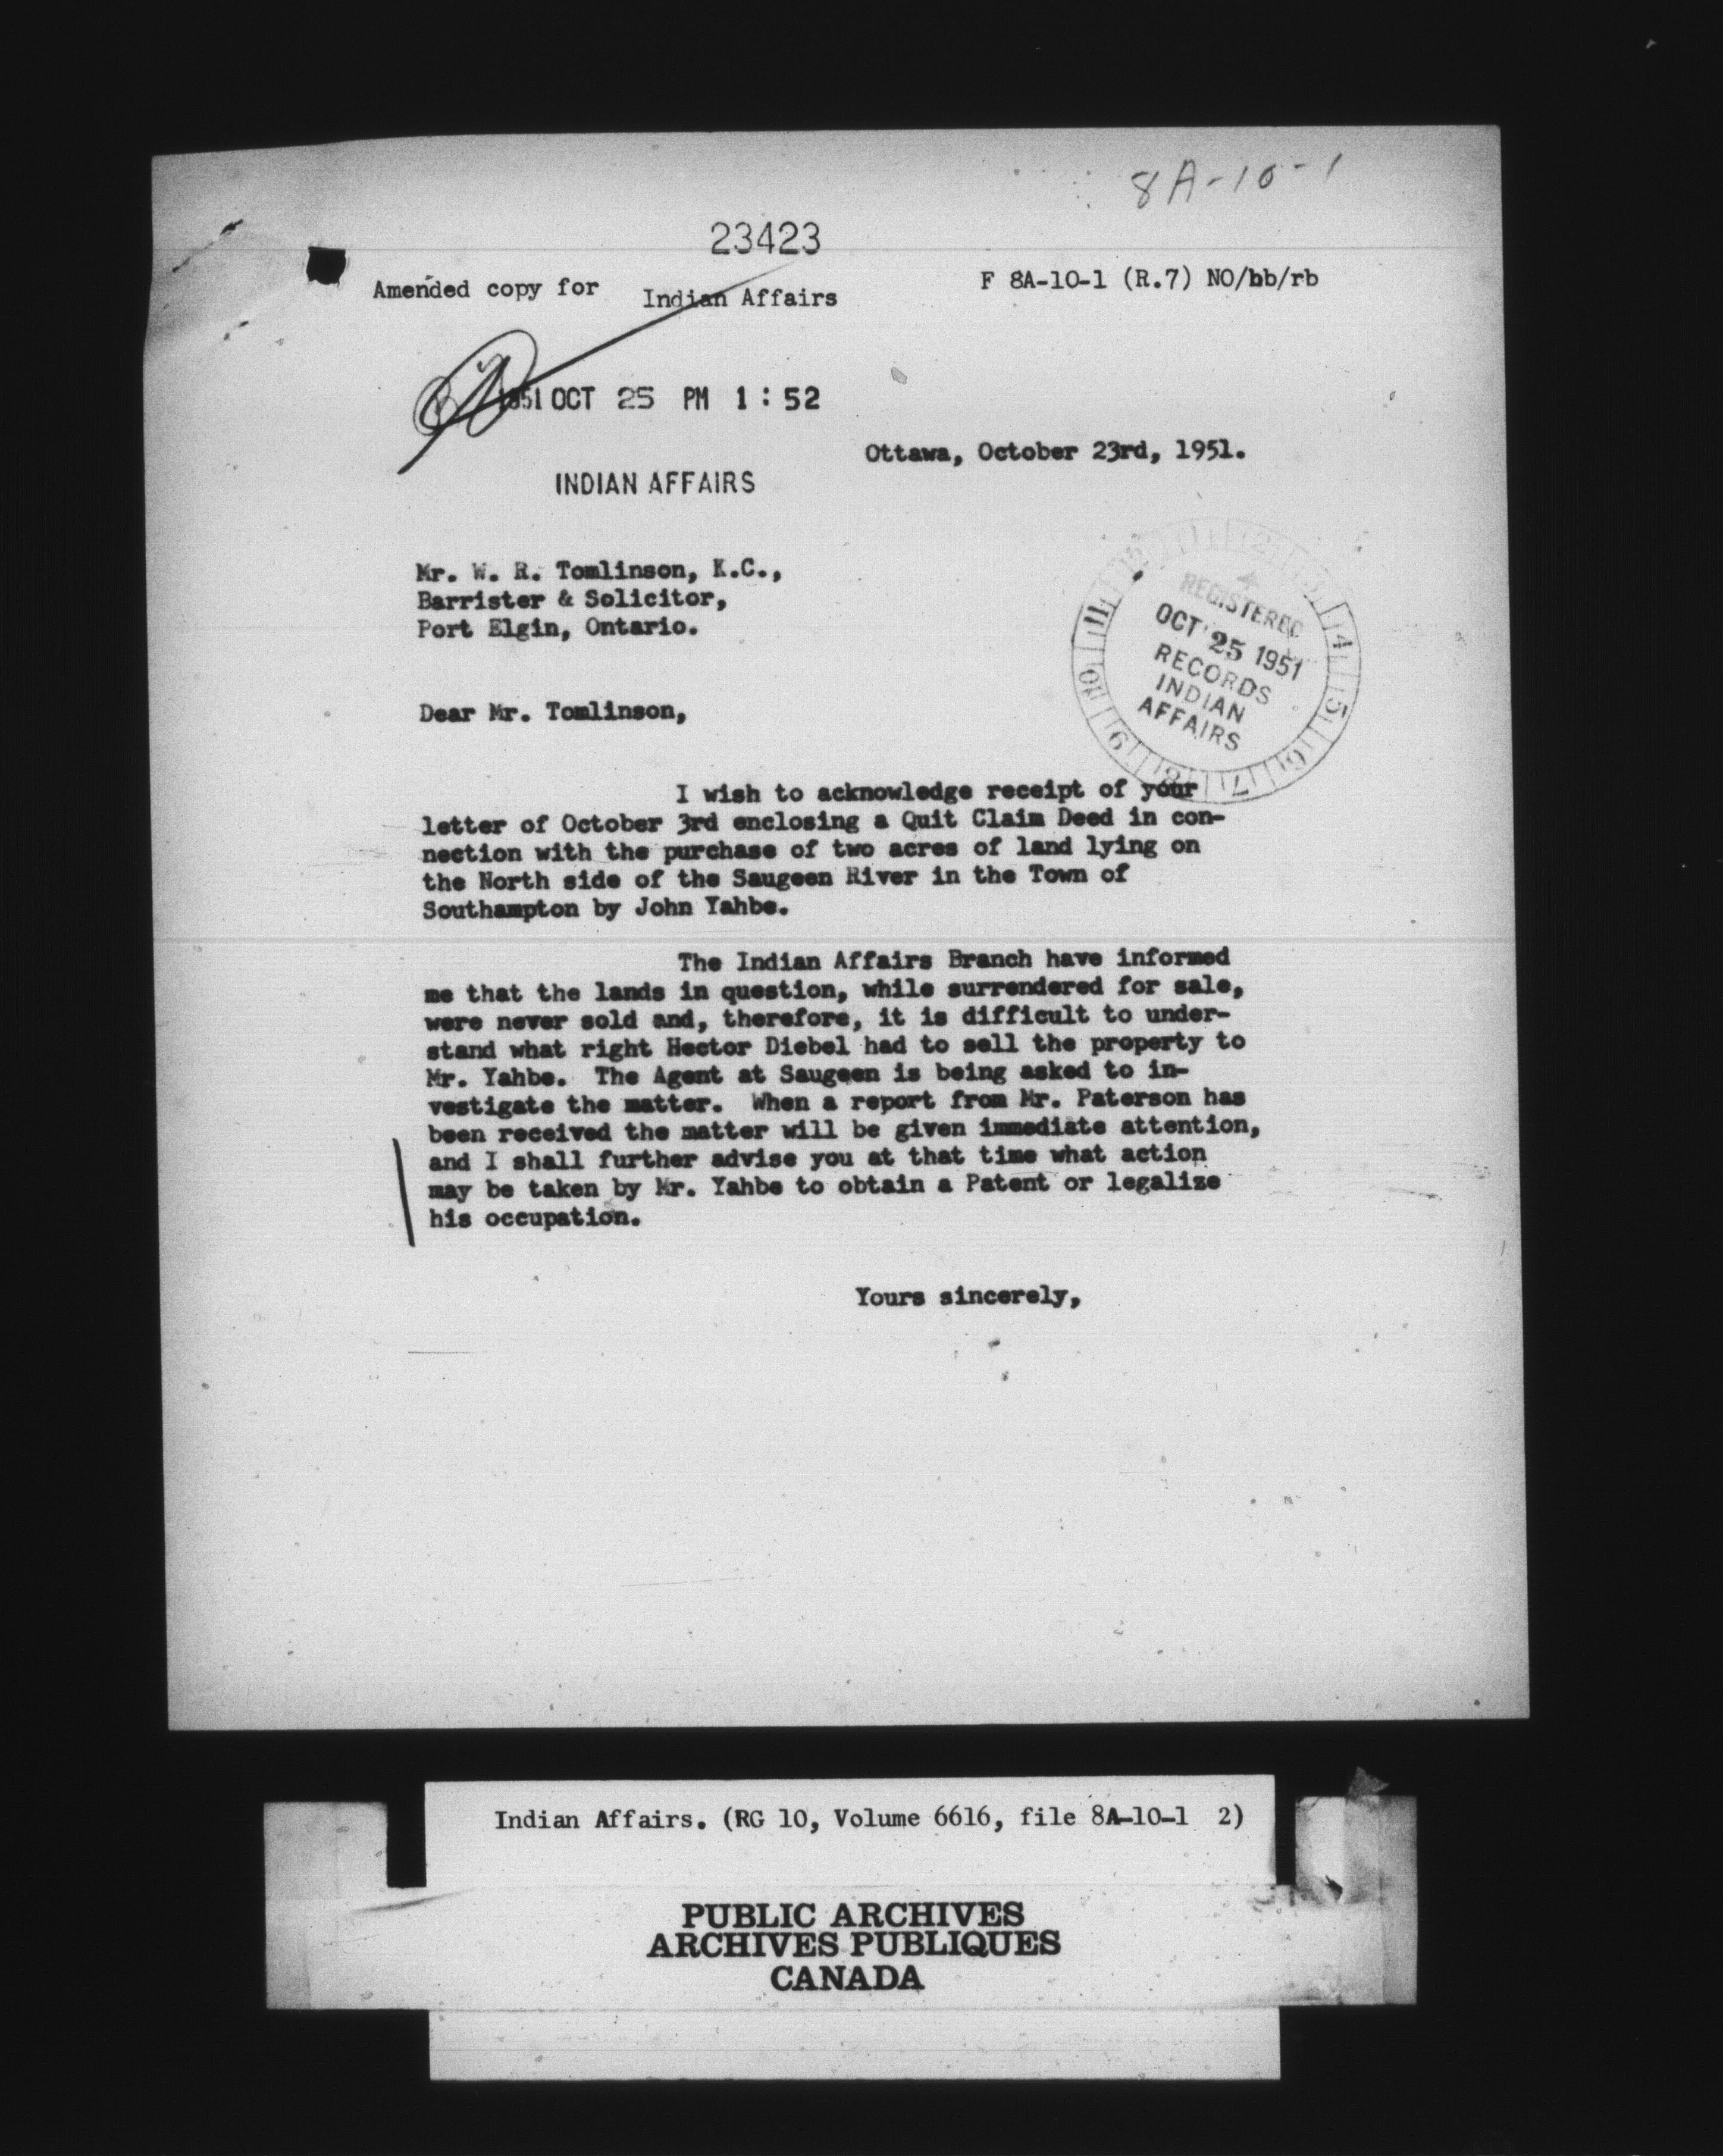 8A-10-1
23423
Amended copy for Indian Affairs
F 8A-10-1 (R.7) NO/bb/rb
1951 OCT 25 PM 1:52
Ottawa, October 23rd, 1951.
INDIAN AFFAIRS
Mr. W. R. Tomlinson, K.C.,
Barrister & Solicitor,
Port Elgin, Ontario.
REGISTERED
OCT 25 1951
RECORDS
INDIAN
AFFAIRS
4 5 6 7 8 9 10 11 12
Dear Mr. Tomlinson,
I wish to acknowledge receipt of your
letter of October 3rd enclosing a Quit Claim Deed in con-
nection with the purchase of two acres of land lying on
the North side of the Saugeen River in the Town of
Southampton by John Yahbe.
The Indian Affairs Branch have informed
me that the lands in question, while surrendered for sale,
were never sold and, therefore, it is difficult to under-
stand what right Hector Diebel had to sell the property to
Mr. Yahbe. The Agent at Saugeen is being asked to in-
vestigate the matter. When a report from Mr. Paterson has
been received the matter will be given immediate attention,
and I shall further advise you at that time what action
may be taken by Mr. Yahbe to obtain a Patent or legalize
his occupation.
Yours sincerely,
Indian Affairs. (RG 10, Volume 6616, file 8A-10-1 2)
PUBLIC ARCHIVES
ARCHIVES PUBLIQUES
CANADA